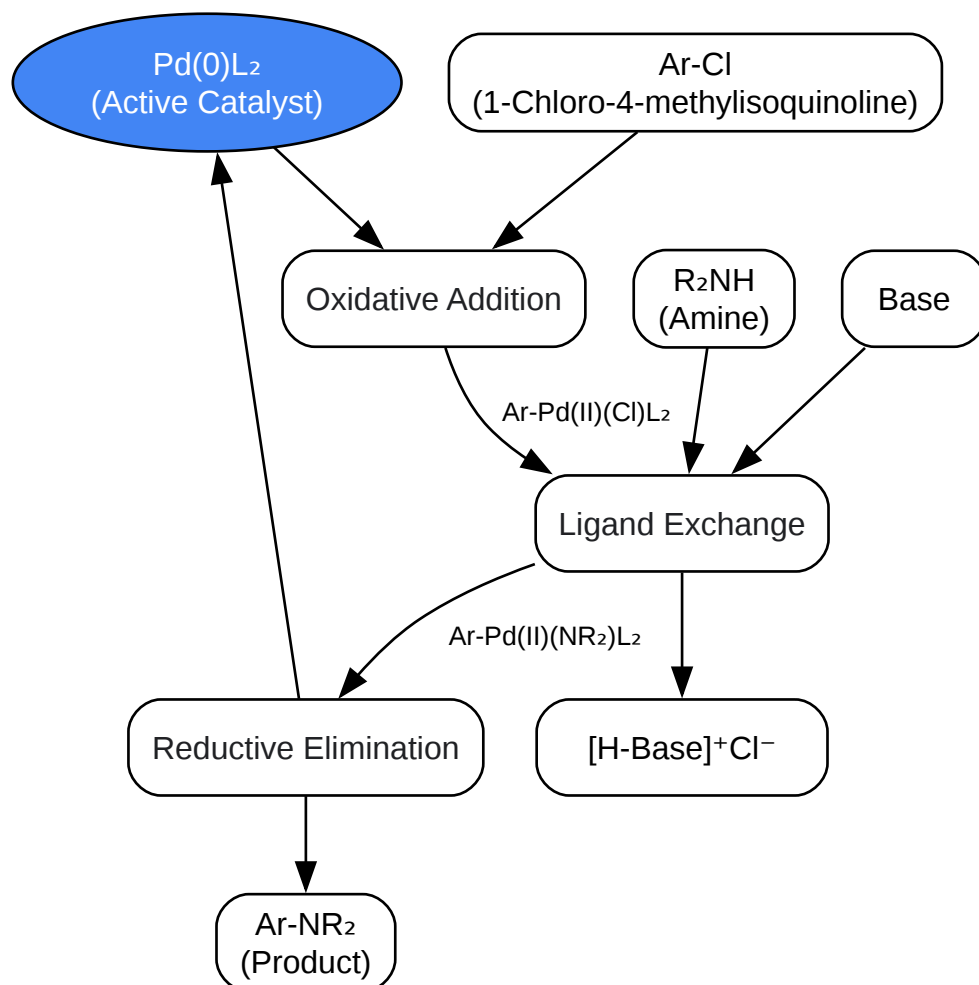 Pd(0)L₂
(Active Catalyst)
Ar-Cl
(1-Chloro-4-methylisoquinoline)
Oxidative Addition
R₂NH
(Amine)
Base
Ar-Pd(II)(Cl)L₂
Ligand Exchange
Ar-Pd(II)(NR₂)L₂
Reductive Elimination
[H-Base]⁺Cl⁻
Ar-NR₂
(Product)